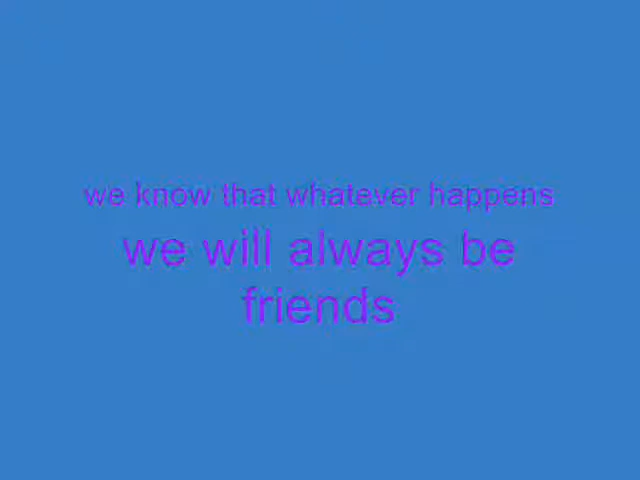 we know that whatever happens
we will always be
friends